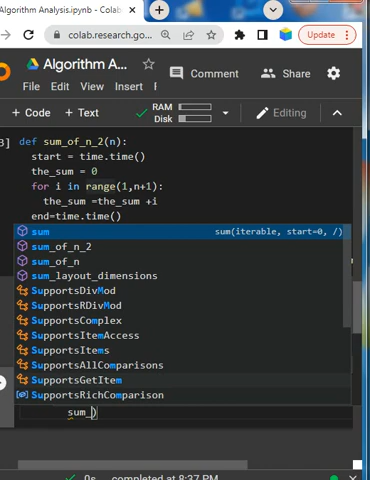 Algorithm Analysis.ipynb - Colab
colab.research.go...
Update
Algorithm A...
Comment
Share
File Edit View Insert
+ Code + Text
RAM
Disk
Editing
3] def sum_of_n_2(n):
start = time.time()
the_sum = 0
for i in range(1,n+1):
the_sum =the_sum +i
end=time.time()
sum sum(iterable, start=0, /)
sum_of_n_2
sum_of_n
sum_layout_dimensions
SupportsDivMod
SupportsRDivMod
SupportsComplex
SupportsItemAccess
SupportsItems
SupportsAllComparisons
SupportsGetItem
SupportsRichComparison
sum_)
0s completed at 8:37 PM